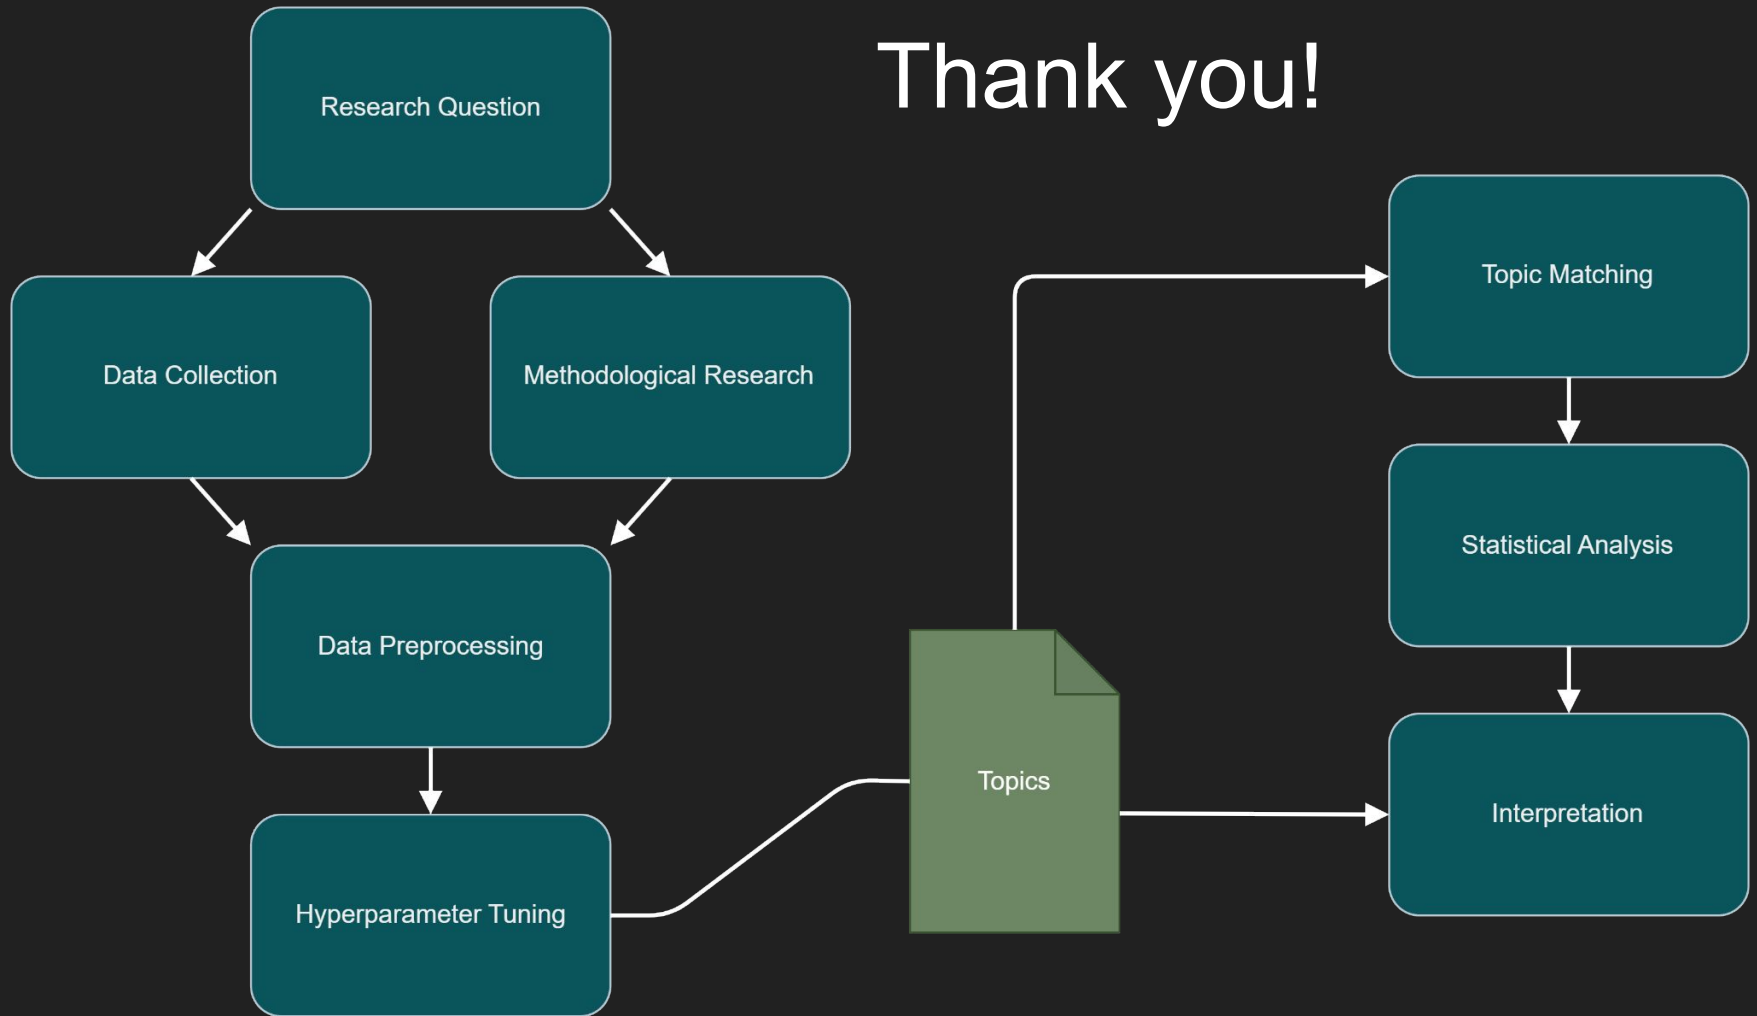 Thank you!
Research Question
Data Collection
Methodological Research
Data Preprocessing
Hyperparameter Tuning
Topics
Topic Matching
Statistical Analysis
Interpretation